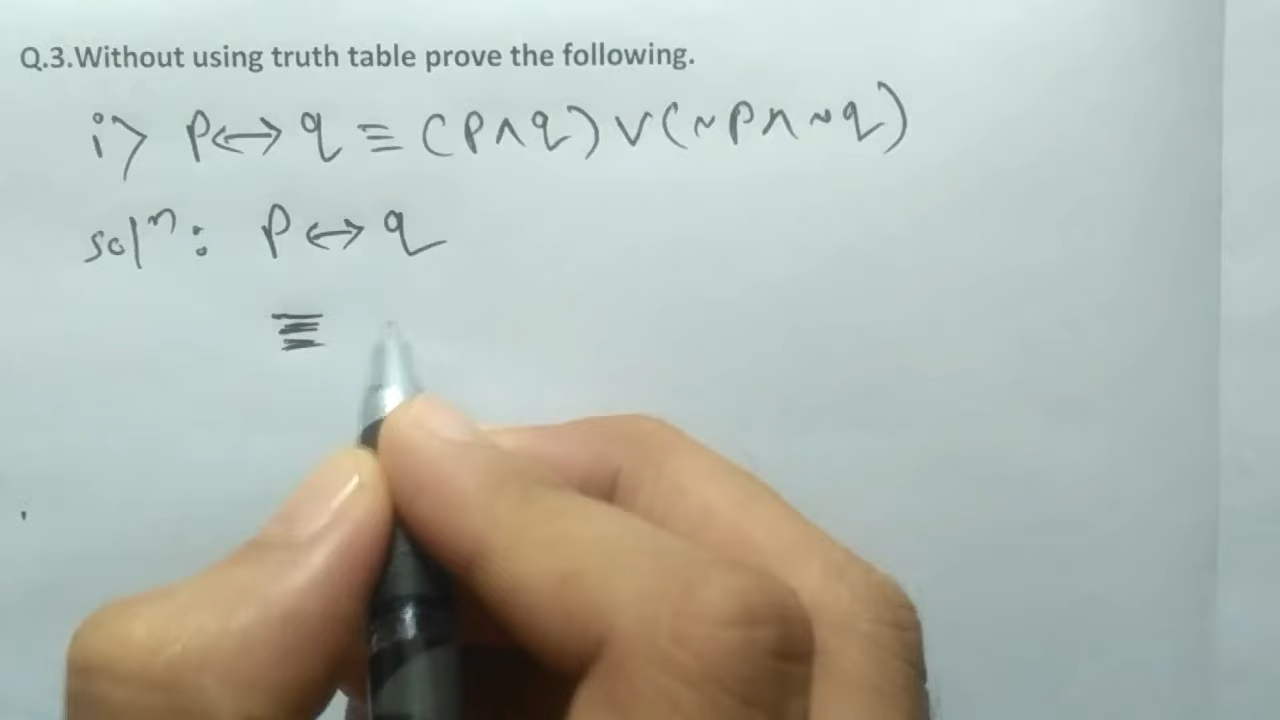 Q.3.Without using truth table prove the following.
i> p↔q ≡ (p∧q)∨(~p∧~q)
solⁿ: p↔q
≡